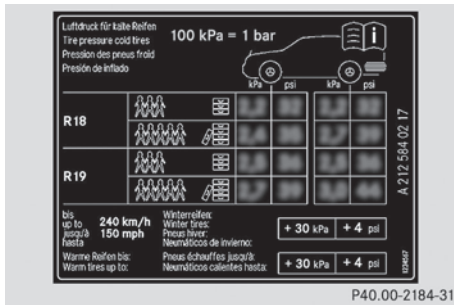 Luftdruck für kalte Reifen
Tire pressure cold tires
Pression des pneus froid
Presión de inflado
100 kPa = 1 bar
i
kPa psi kPa psi
R18
R19
A 212 584 02 17
bis
up to
jusqu'à
hasta
240 km/h
150 mph
Winterreifen:
Winter tires:
Pneus hiver:
Neumáticos de invierno:
+ 30 kPa + 4 psi
Warme Reifen bis:
Warm tires up to:
Pneus échauffes jusqu'à:
Neumáticos calientes hasta:
+ 30 kPa + 4 psi
1234567
P40.00-2184-31